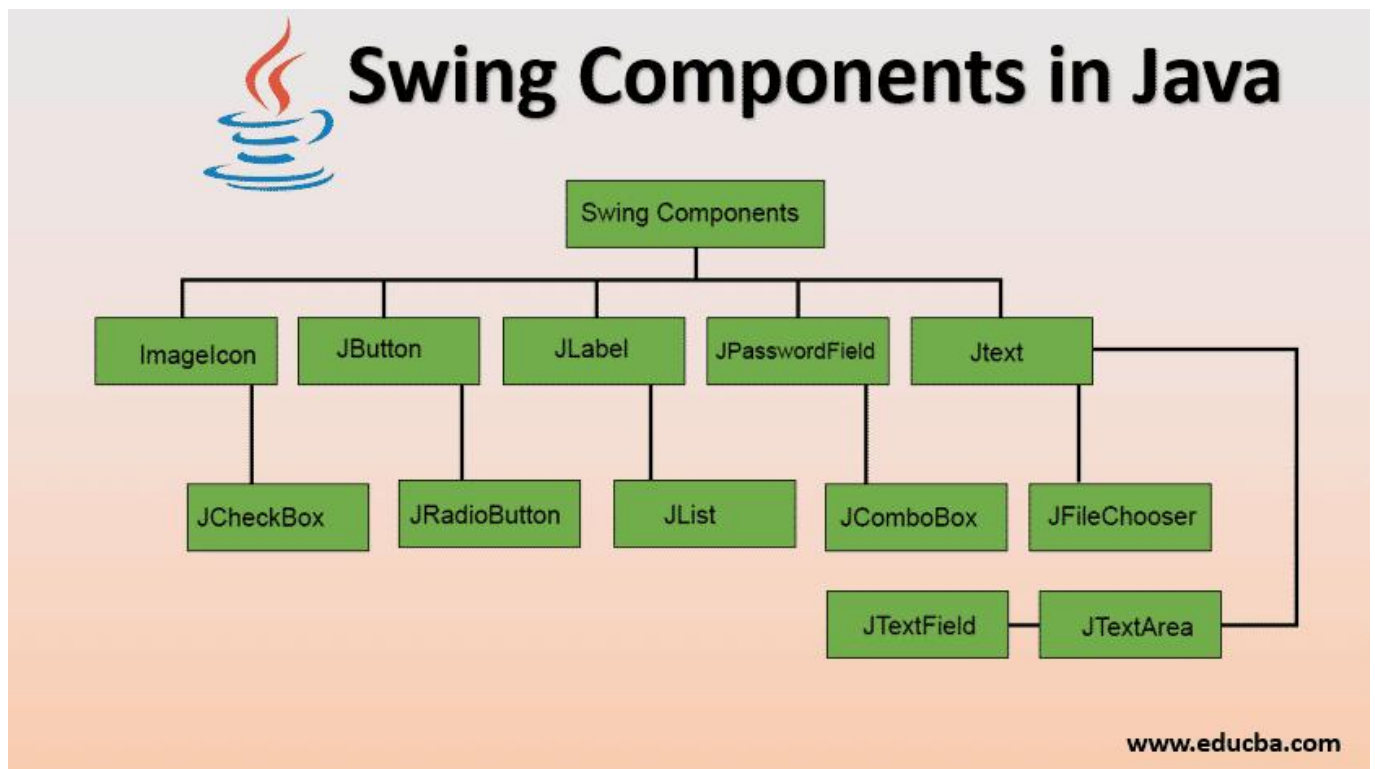 Swing Components in Java
Swing Components
ImageIcon
JButton
JLabel
JPasswordField
Jtext
JCheckBox
JRadioButton
JList
JComboBox
JFileChooser
JTextField
JTextArea
www.educba.com